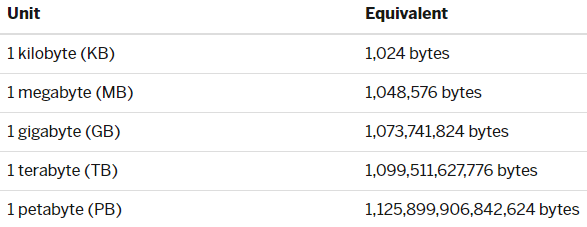 Unit Equivalent
1 kilobyte (KB) 1,024 bytes
1 megabyte (MB) 1,048,576 bytes
1 gigabyte (GB) 1,073,741,824 bytes
1 terabyte (TB) 1,099,511,627,776 bytes
1 petabyte (PB) 1,125,899,906,842,624 bytes